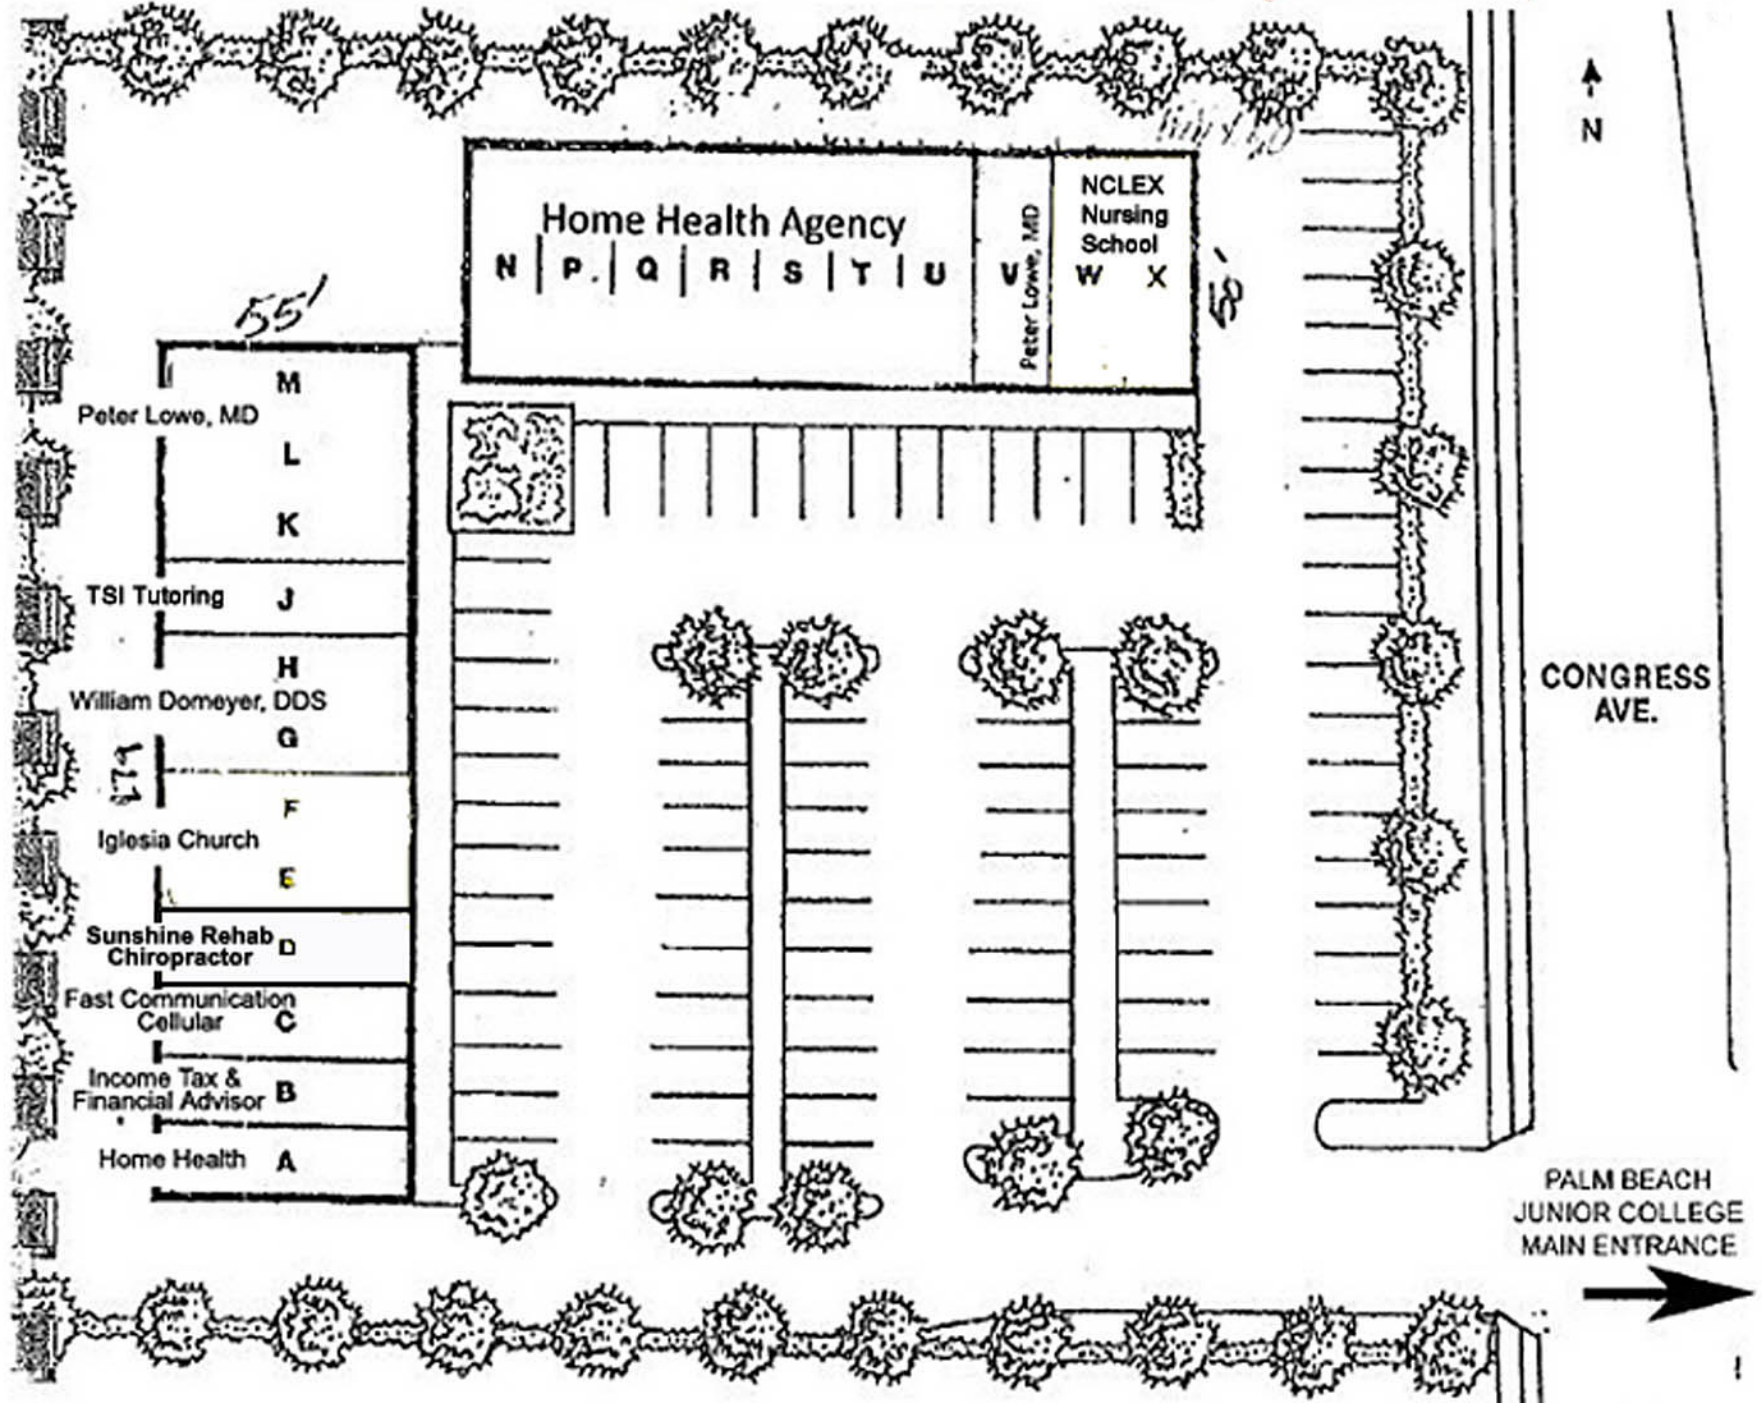 N
NCLEX
Nursing
School
Home Health Agency
N P. Q R S T U V W X
Peter Lowe, MD
50'
55'
M
Peter Lowe, MD
L
K
TSI Tutoring J
H
William Domeyer, DDS
G
F
Iglesia Church
E
Sunshine Rehab
Chiropractor D
Fast Communication
Cellular C
Income Tax &
Financial Advisor B
Home Health A
CONGRESS
AVE.
PALM BEACH
JUNIOR COLLEGE
MAIN ENTRANCE